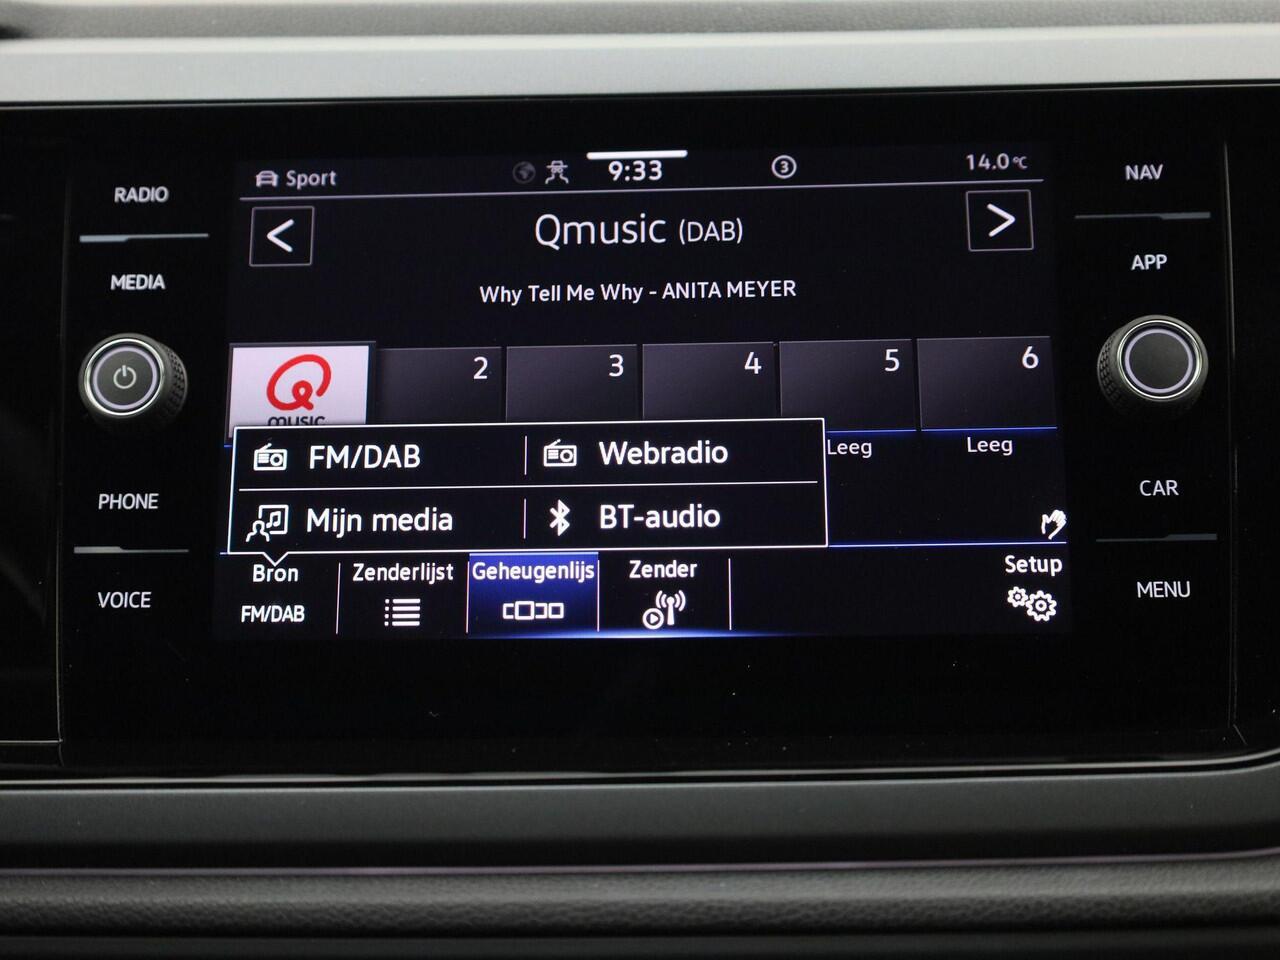 RADIO
MEDIA
PHONE
VOICE
Sport
9:33
3
14.0°C
Qmusic (DAB)
Why Tell Me Why - ANITA MEYER
Q
music
2
3
4
5
6
Leeg
Leeg
FM/DAB
Webradio
Mijn media
BT-audio
Bron
FM/DAB
Zenderlijst
Geheugenlijs
Zender
Setup
NAV
APP
CAR
MENU